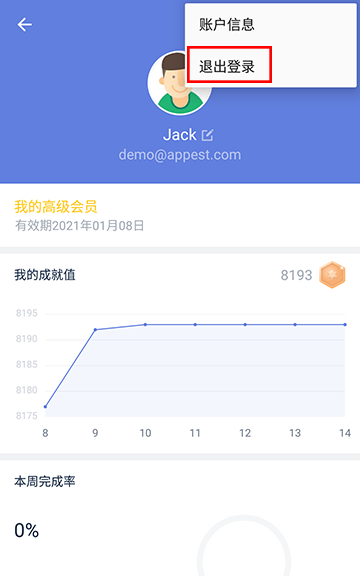 账户信息
退出登录
Jack
demo@appest.com
我的高级会员
有效期2021年01月08日
我的成就值 8193
8195
8190
8185
8180
8175
8 9 10 11 12 13 14
本周完成率
0%